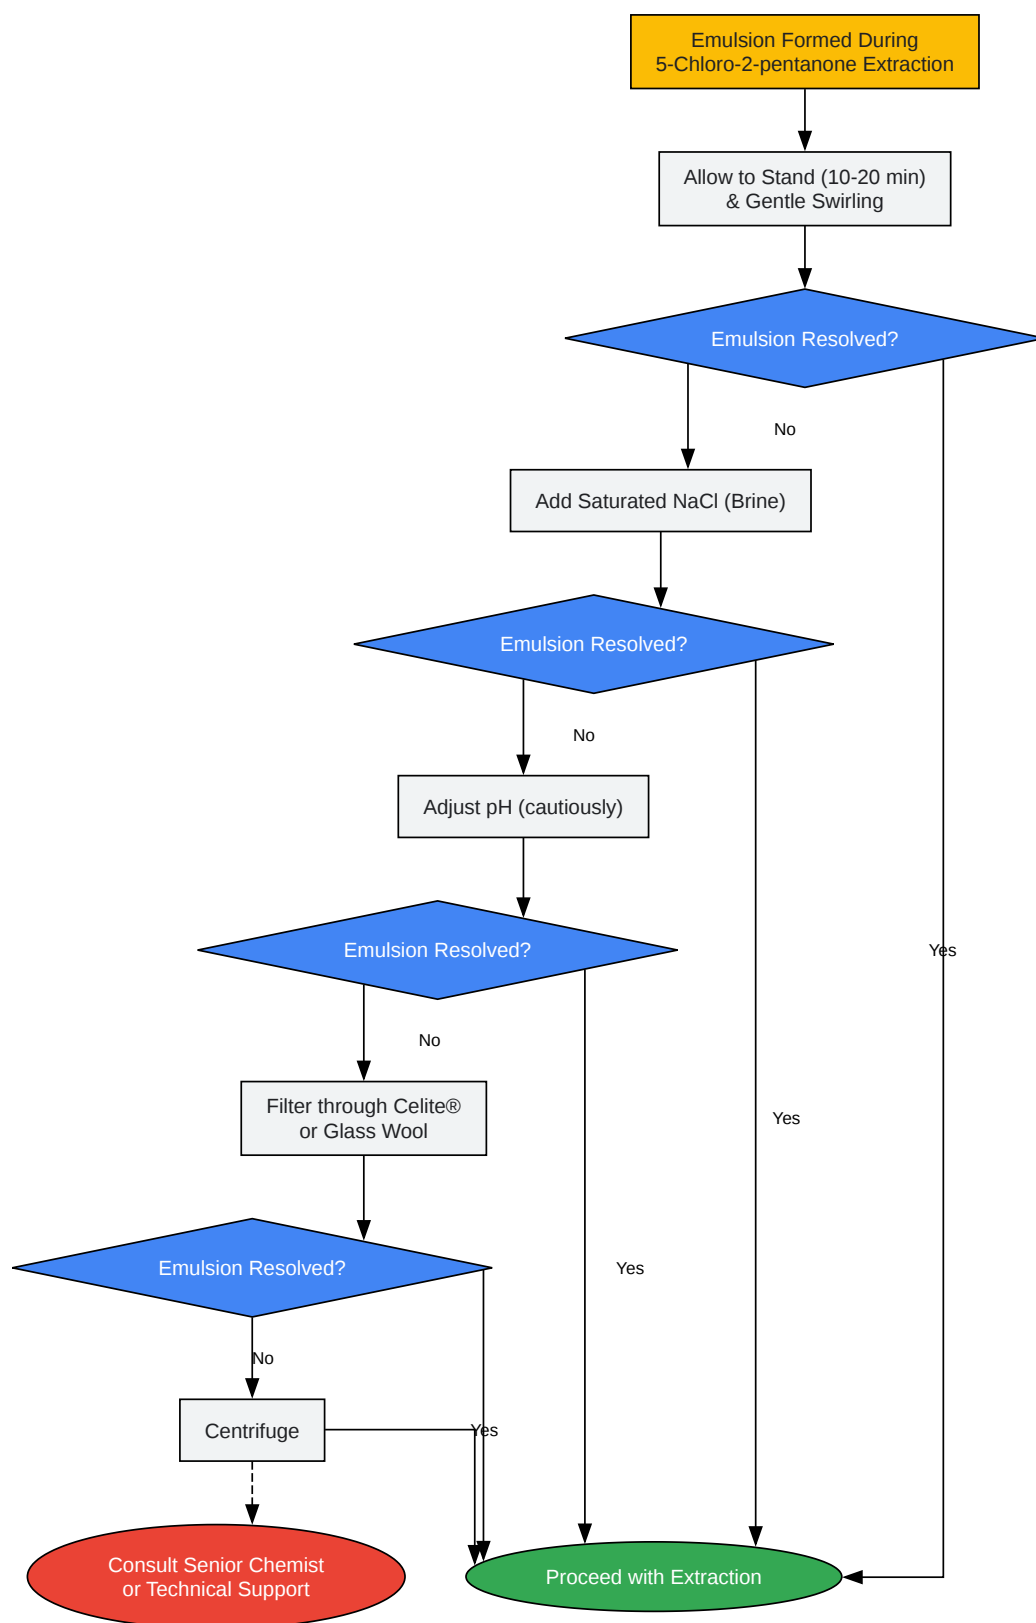 Emulsion Formed During
5-Chloro-2-pentanone Extraction
Allow to Stand (10-20 min)
& Gentle Swirling
Emulsion Resolved?
No
Add Saturated NaCl (Brine)
Emulsion Resolved?
No
Adjust pH (cautiously)
Emulsion Resolved?
Yes
No
Filter through Celite®
or Glass Wool
Yes
Emulsion Resolved?
Yes
No
Centrifuge
Yes
Consult Senior Chemist
or Technical Support
Proceed with Extraction